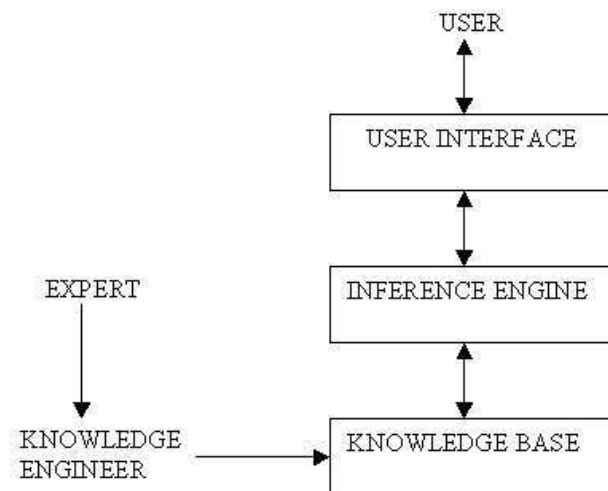 USER
USER INTERFACE
EXPERT
INFERENCE ENGINE
KNOWLEDGE
ENGINEER
KNOWLEDGE BASE